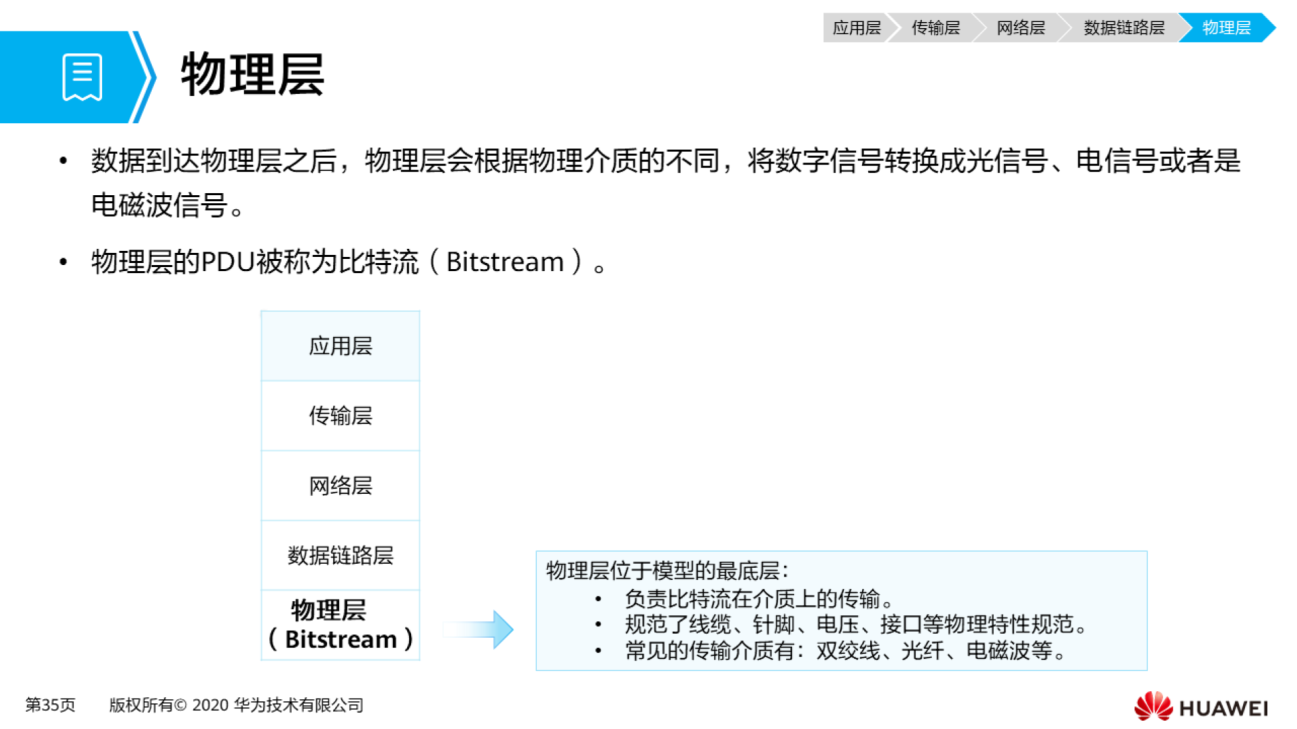 应用层
传输层
网络层
数据链路层
物理层
物理层
• 数据到达物理层之后，物理层会根据物理介质的不同，将数字信号转换成光信号、电信号或者是
电磁波信号。
• 物理层的PDU被称为比特流（Bitstream）。
应用层
传输层
网络层
数据链路层
物理层
（Bitstream）
物理层位于模型的最底层：
• 负责比特流在介质上的传输。
• 规范了线缆、针脚、电压、接口等物理特性规范。
• 常见的传输介质有：双绞线、光纤、电磁波等。
第35页 版权所有© 2020 华为技术有限公司
HUAWEI